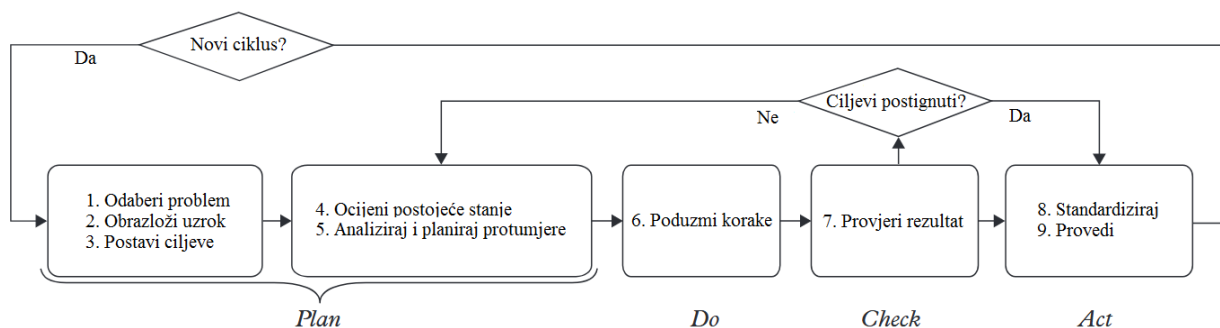 Novi ciklus?
Da
Ciljevi postignuti?
Ne
Da
1. Odaberi problem
2. Obrazloži uzrok
3. Postavi ciljeve
4. Ocijeni postojeće stanje
5. Analiziraj i planiraj protumjere
6. Poduzmi korake
7. Provjeri rezultat
8. Standardiziraj
9. Provedi
Plan
Do
Check
Act